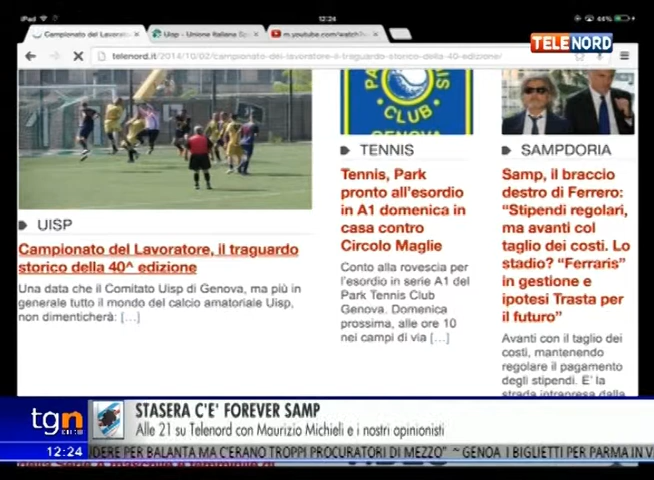 iPad
12:24
44%
Campionato del Lavorat
Uisp - Unione Italiana Sp
m.youtube.com/watch?
TELENORD
telenord.it/2014/10/02/campionato-del-lavoratore-il-traguardo-storico-della-40-edizione/
CLUB
GENOVA
UISP
Campionato del Lavoratore, il traguardo
storico della 40^ edizione
Una data che il Comitato Uisp di Genova, ma più in
generale tutto il mondo del calcio amatoriale Uisp,
non dimenticherà: [...]
TENNIS
Tennis, Park
pronto all'esordio
in A1 domenica in
casa contro
Circolo Maglie
Conto alla rovescia per
l'esordio in serie A1 del
Park Tennis Club
Genova. Domenica
prossima, alle ore 10
nei campi di via [...]
SAMPDORIA
Samp, il braccio
destro di Ferrero:
"Stipendi regolari,
ma avanti col
taglio dei costi. Lo
stadio? "Ferraris"
in gestione e
ipotesi Trasta per
il futuro"
Avanti con il taglio dei
costi, mantenendo
regolare il pagamento
degli stipendi. E' la
strada intrapresa dalla
tgn
STASERA C'E' FOREVER SAMP
Alle 21 su Telenord con Maurizio Michieli e i nostri opinionisti
12:24
DERE PER BALANTA MA C'ERANO TROPPI PROCURATORI DI MEZZO" ~ GENOA I BIGLIETTI PER PARMA IN V